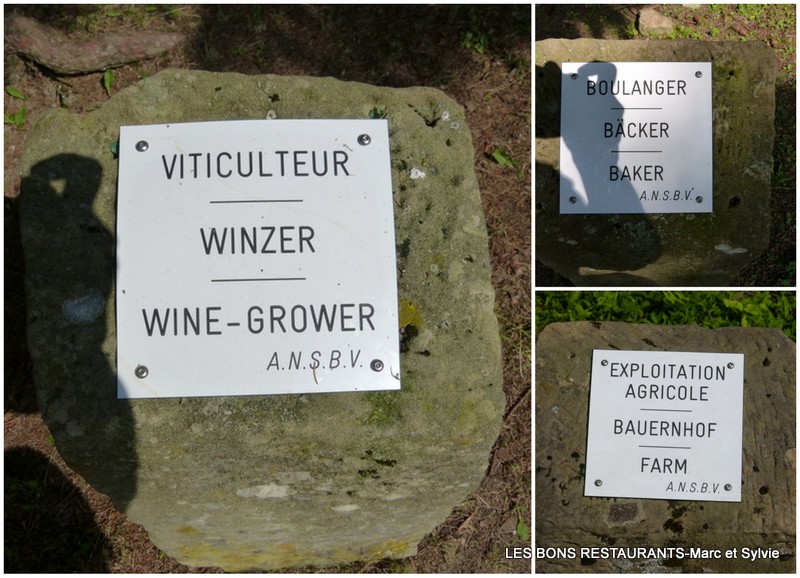 VITICULTEUR
WINZER
WINE-GROWER
A.N.S.B.V.
BOULANGER
BÄCKER
BAKER
A.N.S.B.V.
EXPLOITATION
AGRICOLE
BAUERNHOF
FARM
A.N.S.B.V.
LES BONS RESTAURANTS-Marc et Sylvie